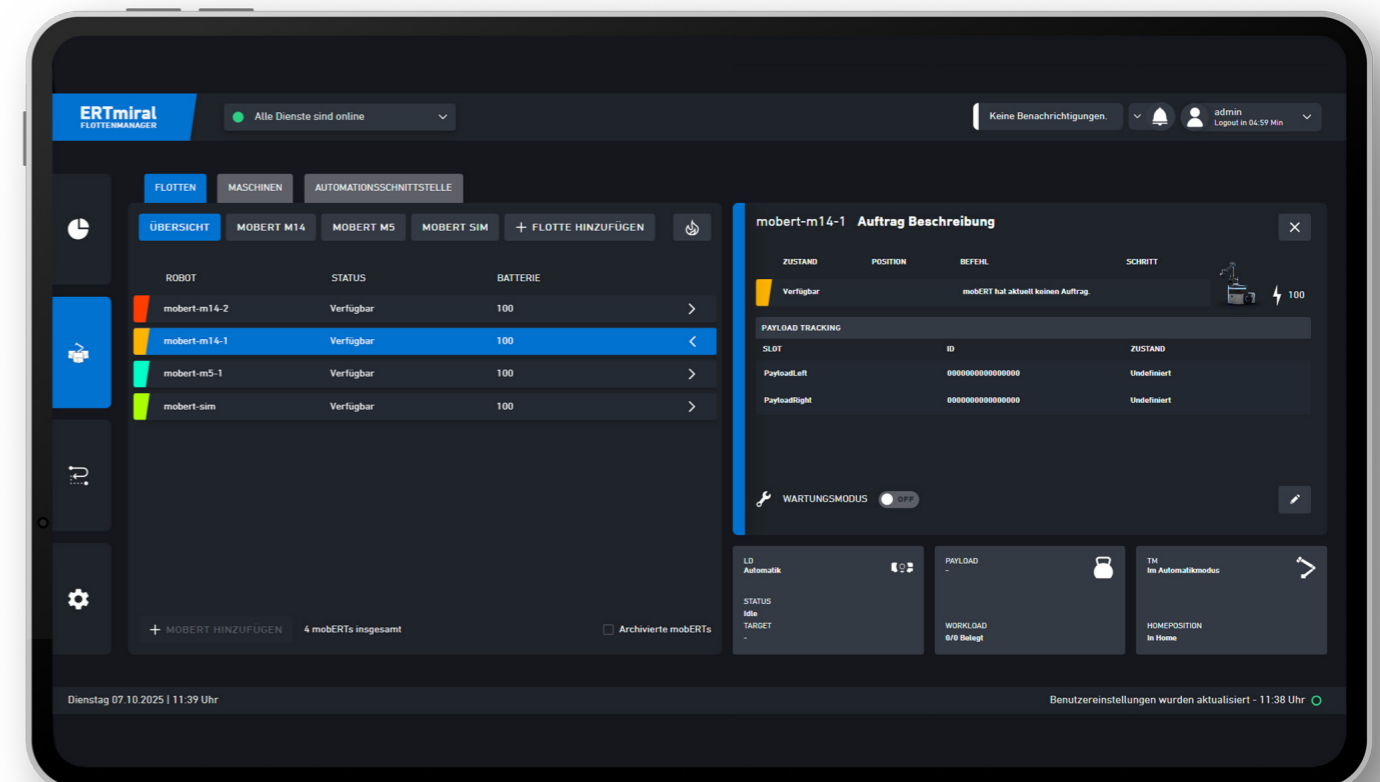 ERTmiral
FLOTTENMANAGER
Alle Dienste sind online
Keine Benachrichtigungen.
admin
Logout in 04:59 Min
FLOTTEN
MASCHINEN
AUTOMATIONSSCHNITTSTELLE
ÜBERSICHT
MOBERT M14
MOBERT M5
MOBERT SIM
+ FLOTTE HINZUFÜGEN
ROBOT STATUS BATTERIE
mobert-m14-2 Verfügbar 100
mobert-m14-1 Verfügbar 100
mobert-m5-1 Verfügbar 100
mobert-sim Verfügbar 100
+ MOBERT HINZUFÜGEN
4 mobERTs insgesamt
Archivierte mobERTs
mobert-m14-1 Auftrag Beschreibung
ZUSTAND POSITION BEFEHL SCHRITT
Verfügbar mobERT hat aktuell keinen Auftrag.
100
PAYLOAD TRACKING
SLOT ID ZUSTAND
PayloadLeft 0000000000000000 Undefiniert
PayloadRight 0000000000000000 Undefiniert
WARTUNGSMODUS OFF
LD
Automatik
STATUS
Idle
TARGET
-
PAYLOAD
-
WORKLOAD
0/0 Belegt
TM
Im Automatikmodus
HOMEPOSITION
In Home
Dienstag 07.10.2025 | 11:39 Uhr
Benutzereinstellungen wurden aktualisiert - 11:38 Uhr